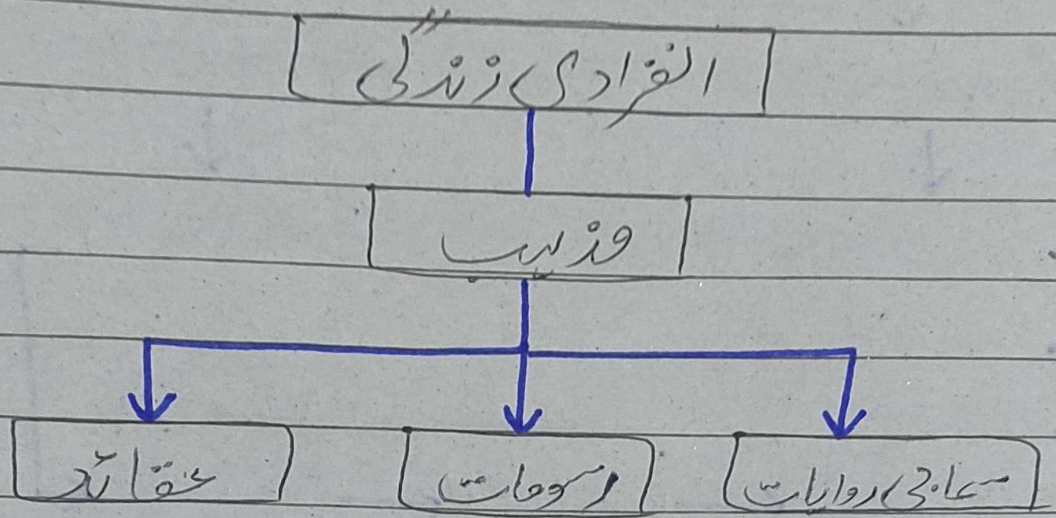 انفرادی زندگی
مذہب
سماجی روایات
رسومات
عقائد